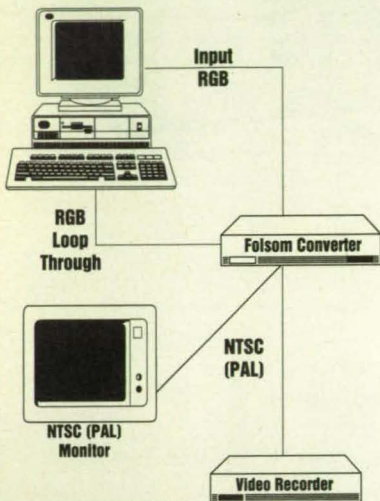 Input
RGB
RGB
Loop
Through
Folsom Converter
NTSC
(PAL)
NTSC (PAL)
Monitor
Video Recorder